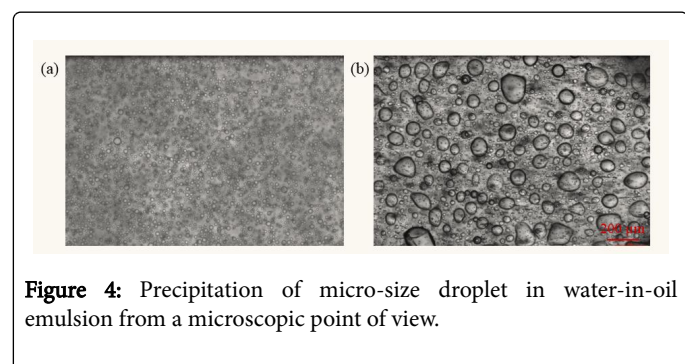 (a)
(b)
200 μm
Figure 4: Precipitation of micro-size droplet in water-in-oil
emulsion from a microscopic point of view.